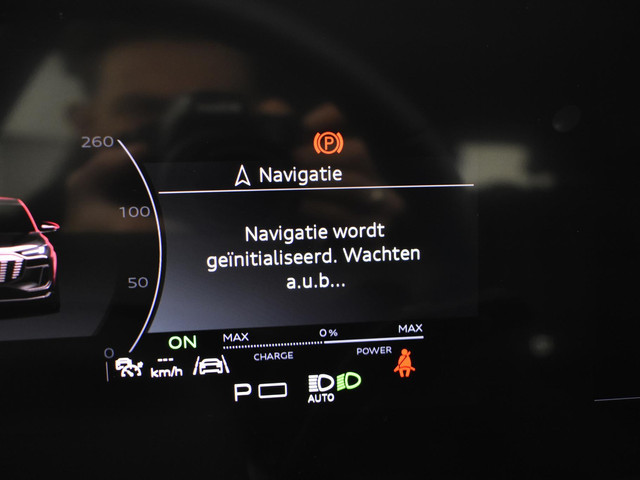 260
P
Navigatie
100
Navigatie wordt
geïnitialiseerd. Wachten
a.u.b...
50
ON
MAX
0 %
MAX
CHARGE
POWER
0
---
km/h
P
AUTO